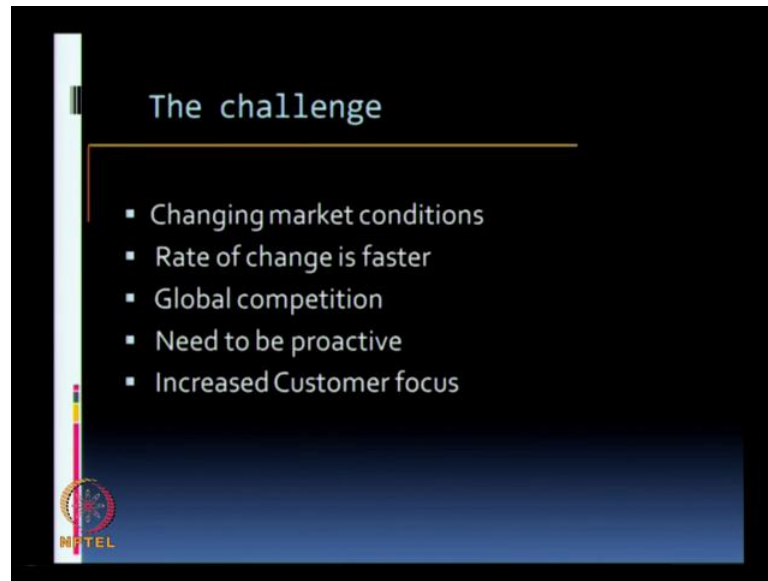 The challenge
Changing market conditions
Rate of change is faster
Global competition
Need to be proactive
Increased Customer focus
NPTEL